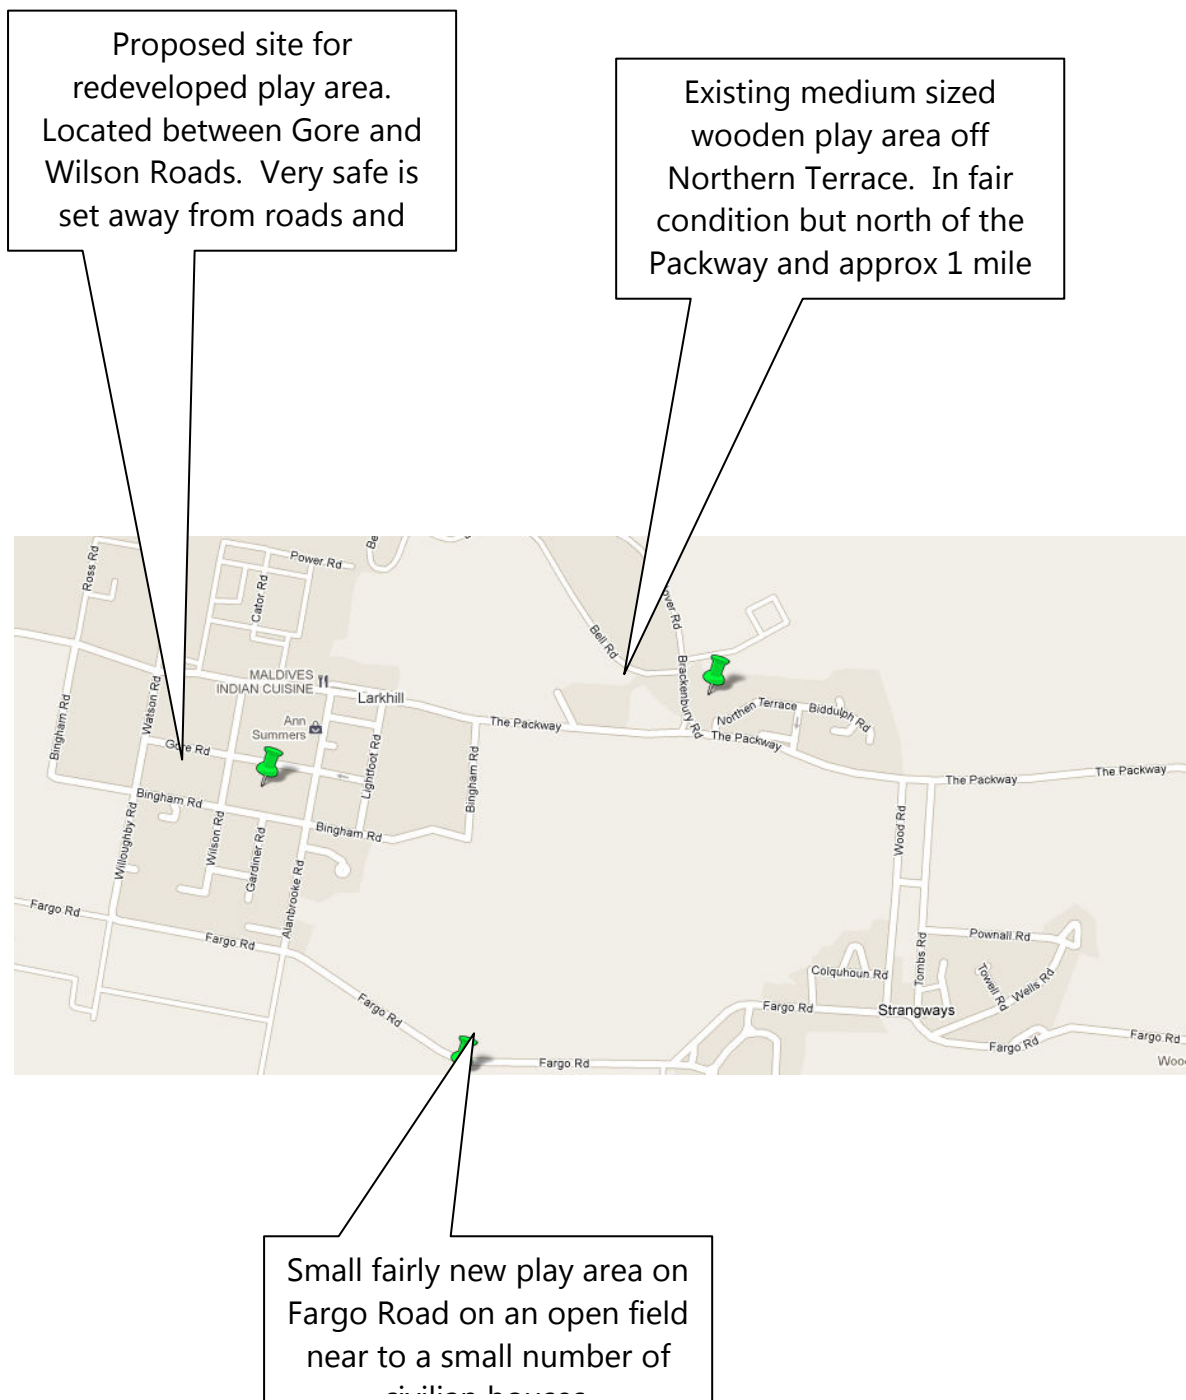 Proposed site for
redeveloped play area.
Located between Gore and
Wilson Roads.  Very safe is
set away from roads and
Existing medium sized
wooden play area off
Northern Terrace.  In fair
condition but north of the
Packway and approx 1 mile
Ross Rd
Power Rd
Be
Cator Rd
over Rd
Bell Rd
Brackenbury Rd
MALDIVES
INDIAN CUISINE
Larkhill
Watson Rd
Bingham Rd
Ann
Summers
The Packway
Northen Terrace
Biddulph Rd
The Packway
Gore Rd
Lightfoot Rd
Bingham Rd
The Packway
The Packway
Bingham Rd
Bingham Rd
Willoughby Rd
Wilson Rd
Gardiner Rd
Alanbrooke Rd
Wood Rd
Fargo Rd
Fargo Rd
Pownall Rd
Tombs Rd
Colquhoun Rd
Towell Rd
Wells Rd
Fargo Rd
Fargo Rd
Strangways
Fargo Rd
Fargo Rd
Fargo Rd
Woo
Small fairly new play area on
Fargo Road on an open field
near to a small number of
civilian houses